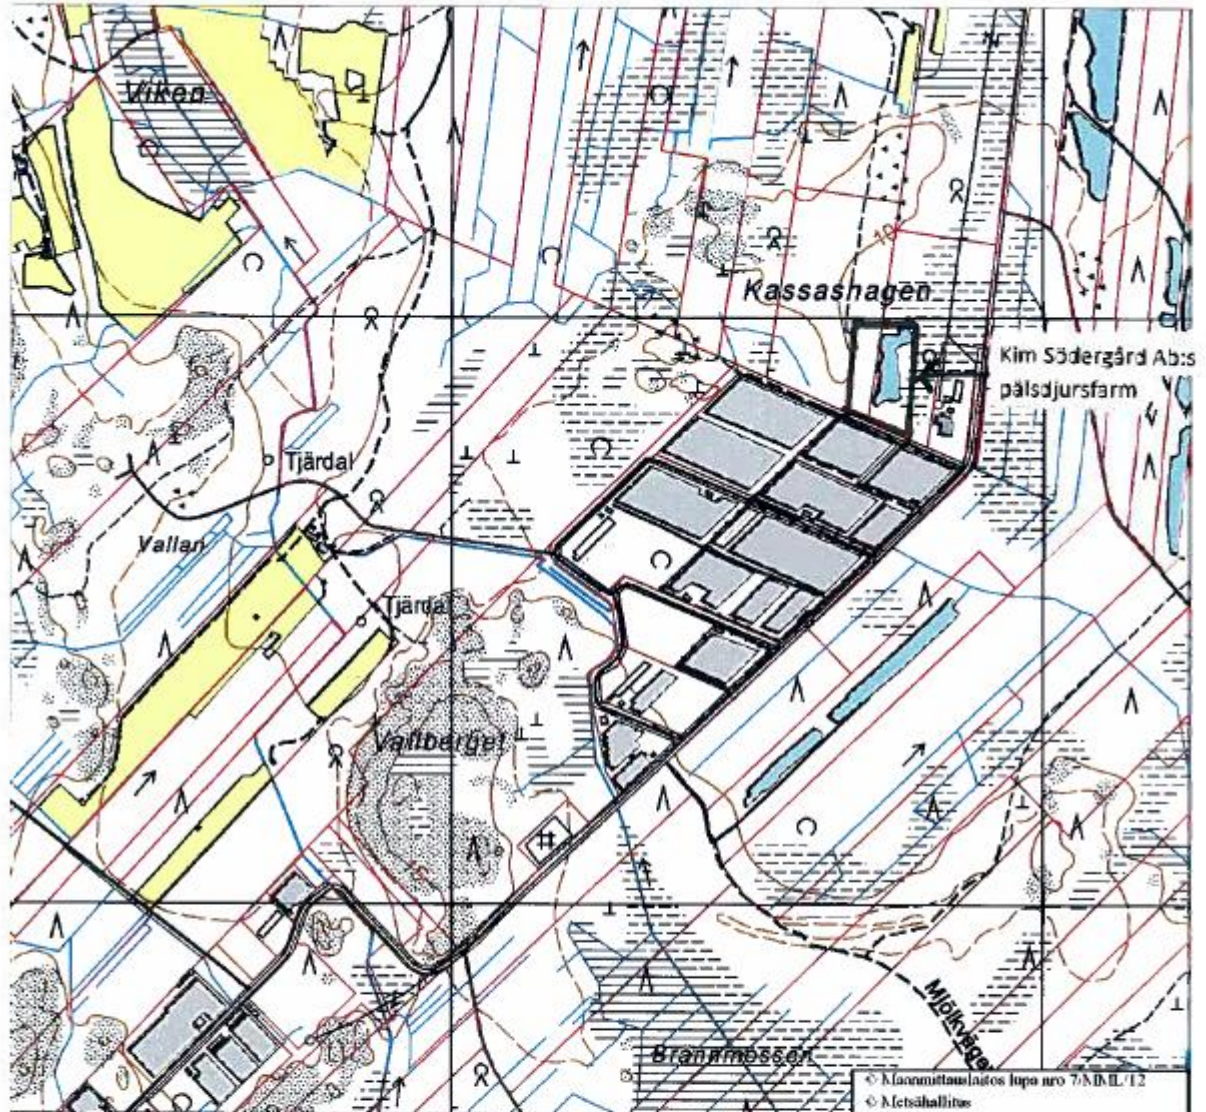 Viken
10
Kassashagen
Kim Södergård Ab:s
pälsdjursfarm
Tjärdal
Vallan
Tjärdal
Vallberget
Mjölkvägen
Brännmossen
© Maanmittauslaitos lupa nro 7/MML/12
© Metsähallitus